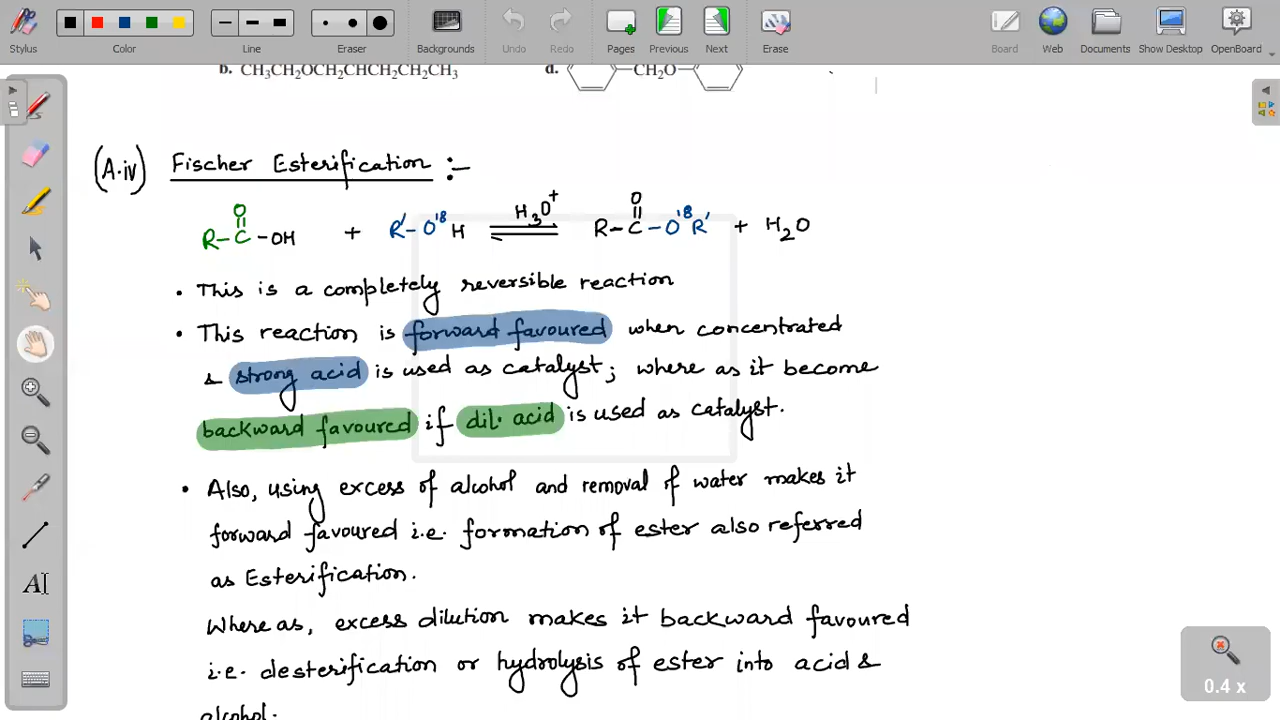 Stylus
Color
Line
Eraser
Backgrounds
Undo
Redo
Pages
Previous
Next
Erase
Board
Web
Documents
Show Desktop
OpenBoard
b. CH3CH2OCH2CHCH2CH2CH3
d. CH2O
(A.iv) Fischer Esterification :-
R-C-OH + R'-O18H H3O+ R-C-O18R' + H2O
O O
• This is a completely reversible reaction
• This reaction is forward favoured when concentrated
& strong acid is used as catalyst; where as it become
backward favoured if dil. acid is used as catalyst.
• Also, using excess of alcohol and removal of water makes it
forward favoured i.e. formation of ester also referred
as Esterification.
Where as, excess dilution makes it backward favoured
i.e. desterification or hydrolysis of ester into acid &
alcohol.
AI
0.4 x